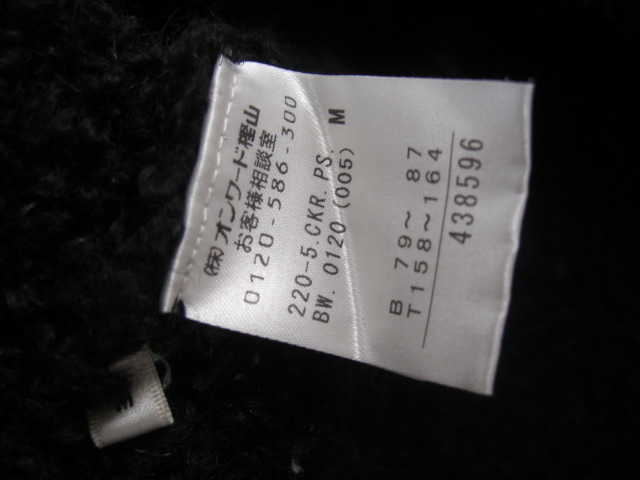 (株)オンワード樫山
お客様相談室
0120-586-300
220-5.CKR.PS.
BW. 0120 (005) M
B 79～ 87
T 158～164
438596
M